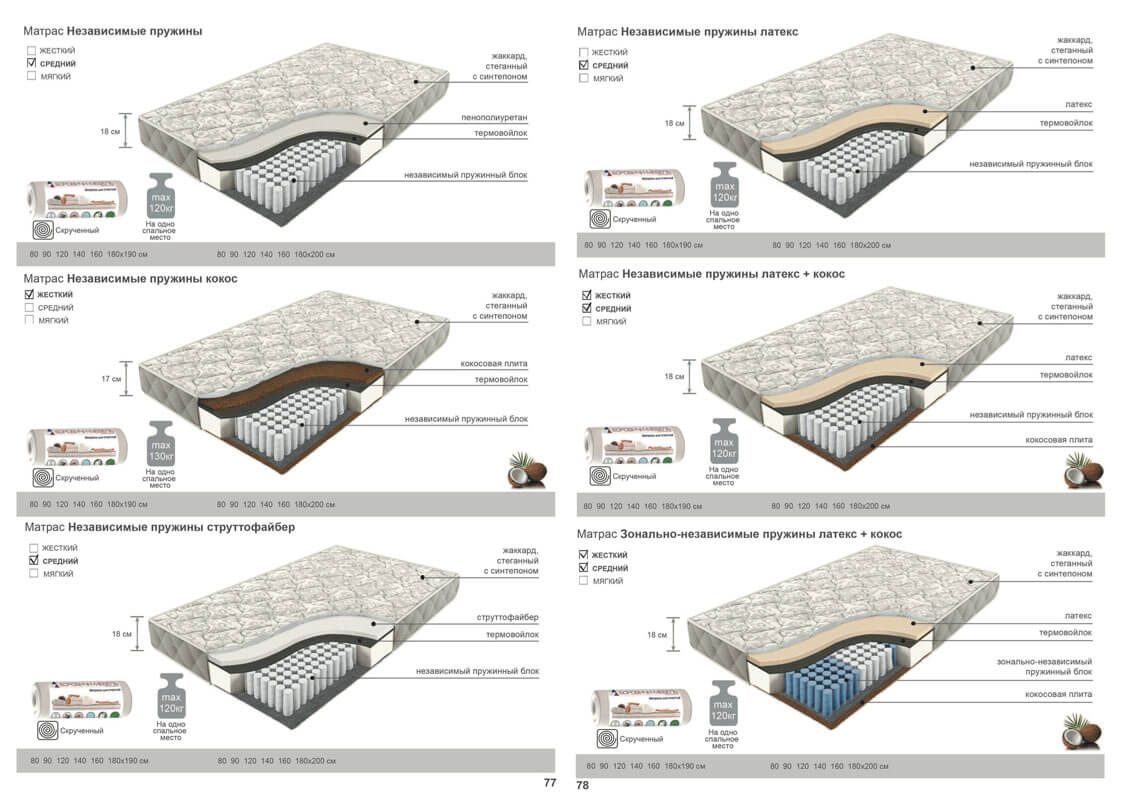 Матрас Независимые пружины
ЖЕСТКИЙ
СРЕДНИЙ
МЯГКИЙ
18 см
жаккард,
стеганный
с синтепоном
пенополиуретан
термовойлок
независимый пружинный блок
max
120кг
На одно
спальное
место
Скрученный
80 90 120 140 160 180х190 см 80 90 120 140 160 180х200 см
Матрас Независимые пружины кокос
ЖЕСТКИЙ
СРЕДНИЙ
МЯГКИЙ
17 см
жаккард,
стеганный
с синтепоном
кокосовая плита
термовойлок
независимый пружинный блок
max
130кг
На одно
спальное
место
Скрученный
80 90 120 140 160 180х190 см 80 90 120 140 160 180х200 см
Матрас Независимые пружины струттофайбер
ЖЕСТКИЙ
СРЕДНИЙ
МЯГКИЙ
18 см
жаккард,
стеганный
с синтепоном
струттофайбер
термовойлок
независимый пружинный блок
max
120кг
На одно
спальное
место
Скрученный
80 90 120 140 160 180х190 см 80 90 120 140 160 180х200 см
77
Матрас Независимые пружины латекс
ЖЕСТКИЙ
СРЕДНИЙ
МЯГКИЙ
18 см
жаккард,
стеганный
с синтепоном
латекс
термовойлок
независимый пружинный блок
max
120кг
На одно
спальное
место
Скрученный
80 90 120 140 160 180х190 см 80 90 120 140 160 180х200 см
Матрас Независимые пружины латекс + кокос
ЖЕСТКИЙ
СРЕДНИЙ
МЯГКИЙ
18 см
жаккард,
стеганный
с синтепоном
латекс
термовойлок
независимый пружинный блок
кокосовая плита
max
120кг
На одно
спальное
место
Скрученный
80 90 120 140 160 180х190 см 80 90 120 140 160 180х200 см
Матрас Зонально-независимые пружины латекс + кокос
ЖЕСТКИЙ
СРЕДНИЙ
МЯГКИЙ
18 см
жаккард,
стеганный
с синтепоном
латекс
термовойлок
зонально-независимый
пружинный блок
кокосовая плита
max
120кг
На одно
спальное
место
Скрученный
80 90 120 140 160 180х190 см 80 90 120 140 160 180х200 см
78